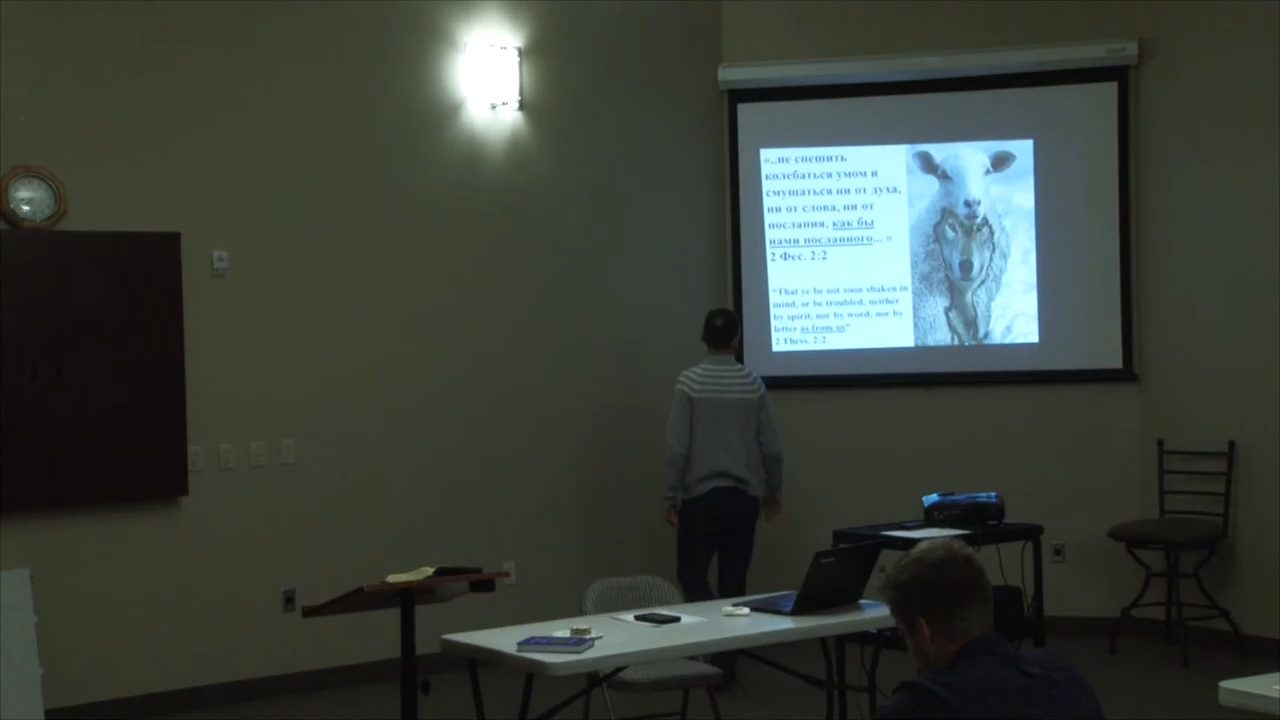 «..не спешить
колебаться умом и
смущаться ни от духа,
ни от слова, ни от
послания, как бы
нами посланного... »
2 Фес. 2:2
“That ye be not soon shaken in
mind, or be troubled, neither
by spirit, nor by word, nor by
letter as from us”
2 Thess. 2:2